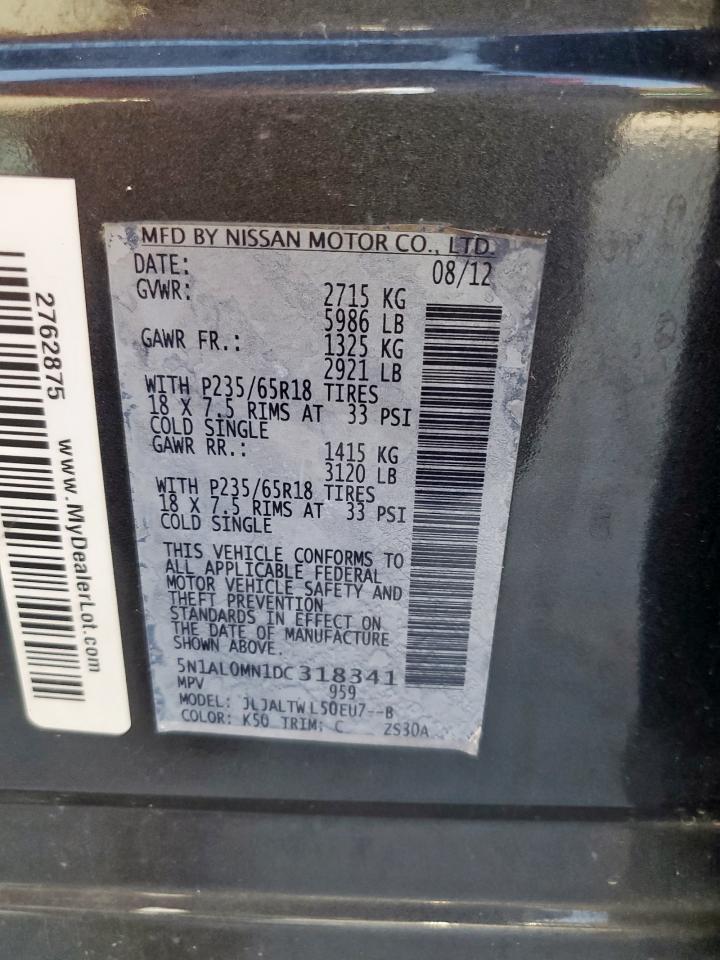 MFD BY NISSAN MOTOR CO., LTD.
DATE: 08/12
GVWR: 2715 KG
5986 LB
GAWR FR.: 1325 KG
2921 LB
WITH P235/65R18 TIRES
18 X 7.5 RIMS AT 33 PSI
COLD SINGLE
GAWR RR.: 1415 KG
3120 LB
WITH P235/65R18 TIRES
18 X 7.5 RIMS AT 33 PSI
COLD SINGLE
THIS VEHICLE CONFORMS TO
ALL APPLICABLE FEDERAL
MOTOR VEHICLE SAFETY AND
THEFT PREVENTION
STANDARDS IN EFFECT ON
THE DATE OF MANUFACTURE
SHOWN ABOVE.
5N1AL0MN1DC318341
MPV 959
MODEL: JLJALTWL50EU7--B
COLOR: K50 TRIM: C ZS30A
2762875
www.MyDealerLot.com